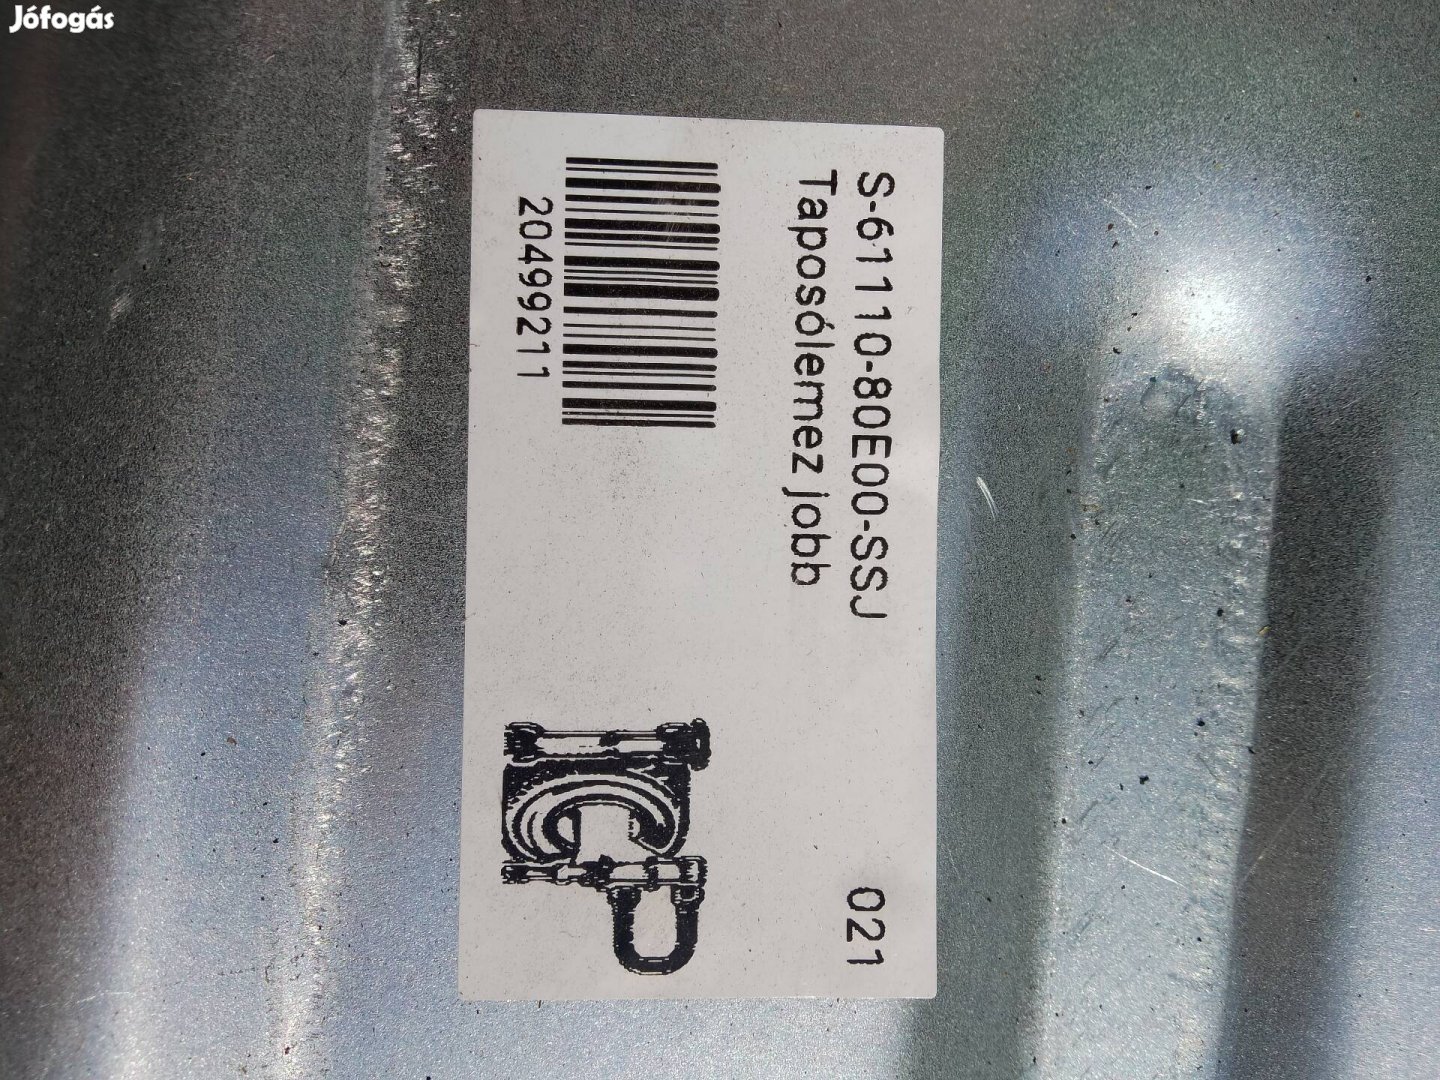 Jófogás
S-61110-80E00-SSJ
Taposólemez jobb
021
20499211